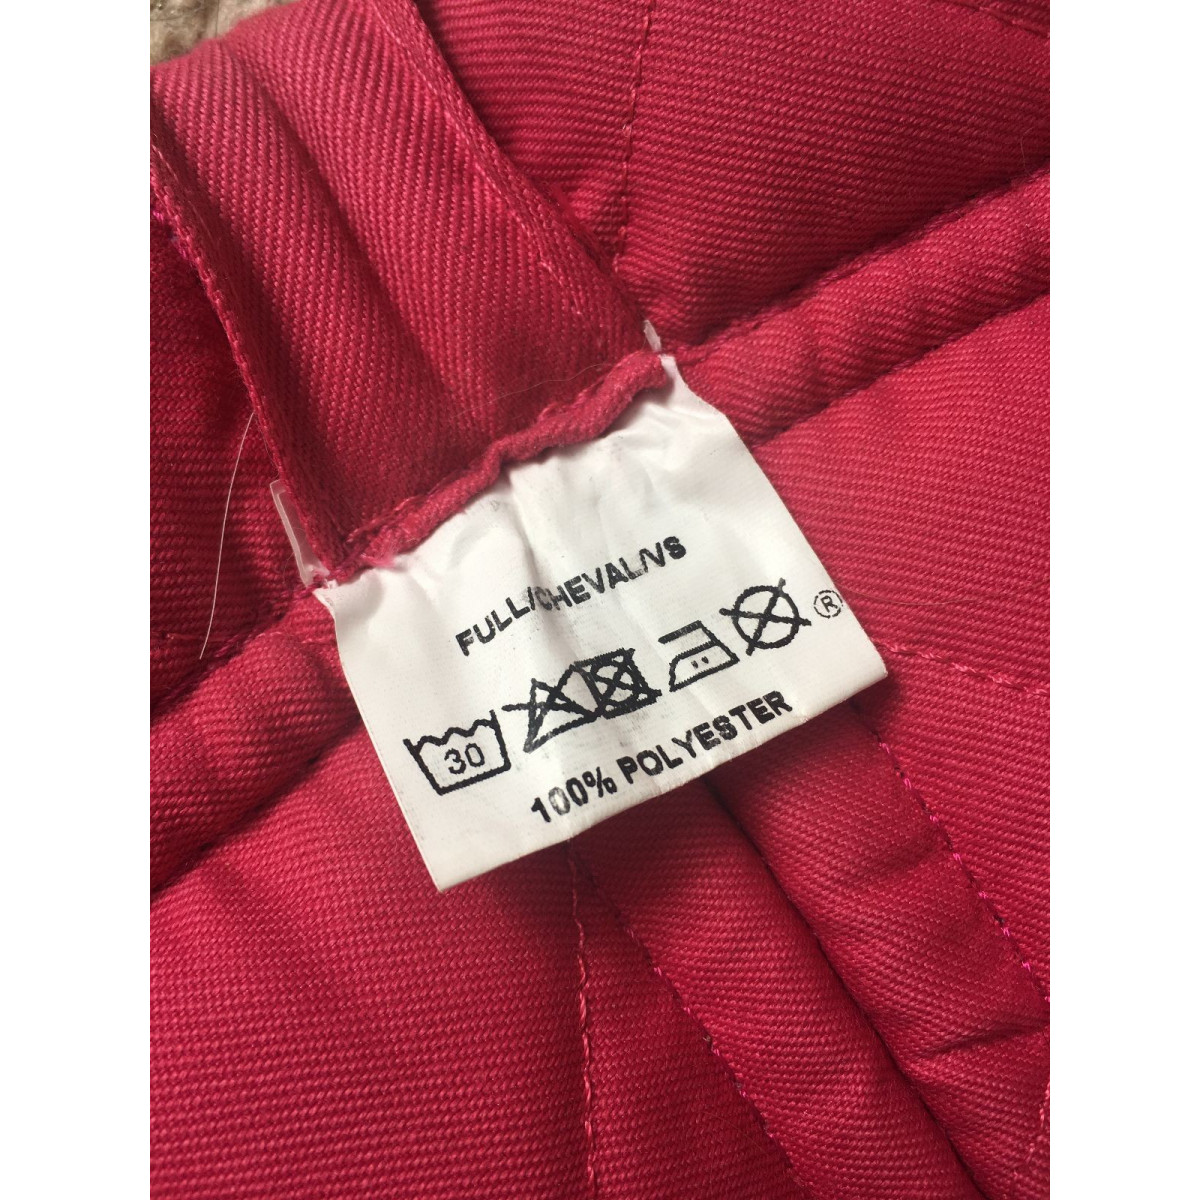 FULL/CHEVAL/VS
30 ®
100% POLYESTER